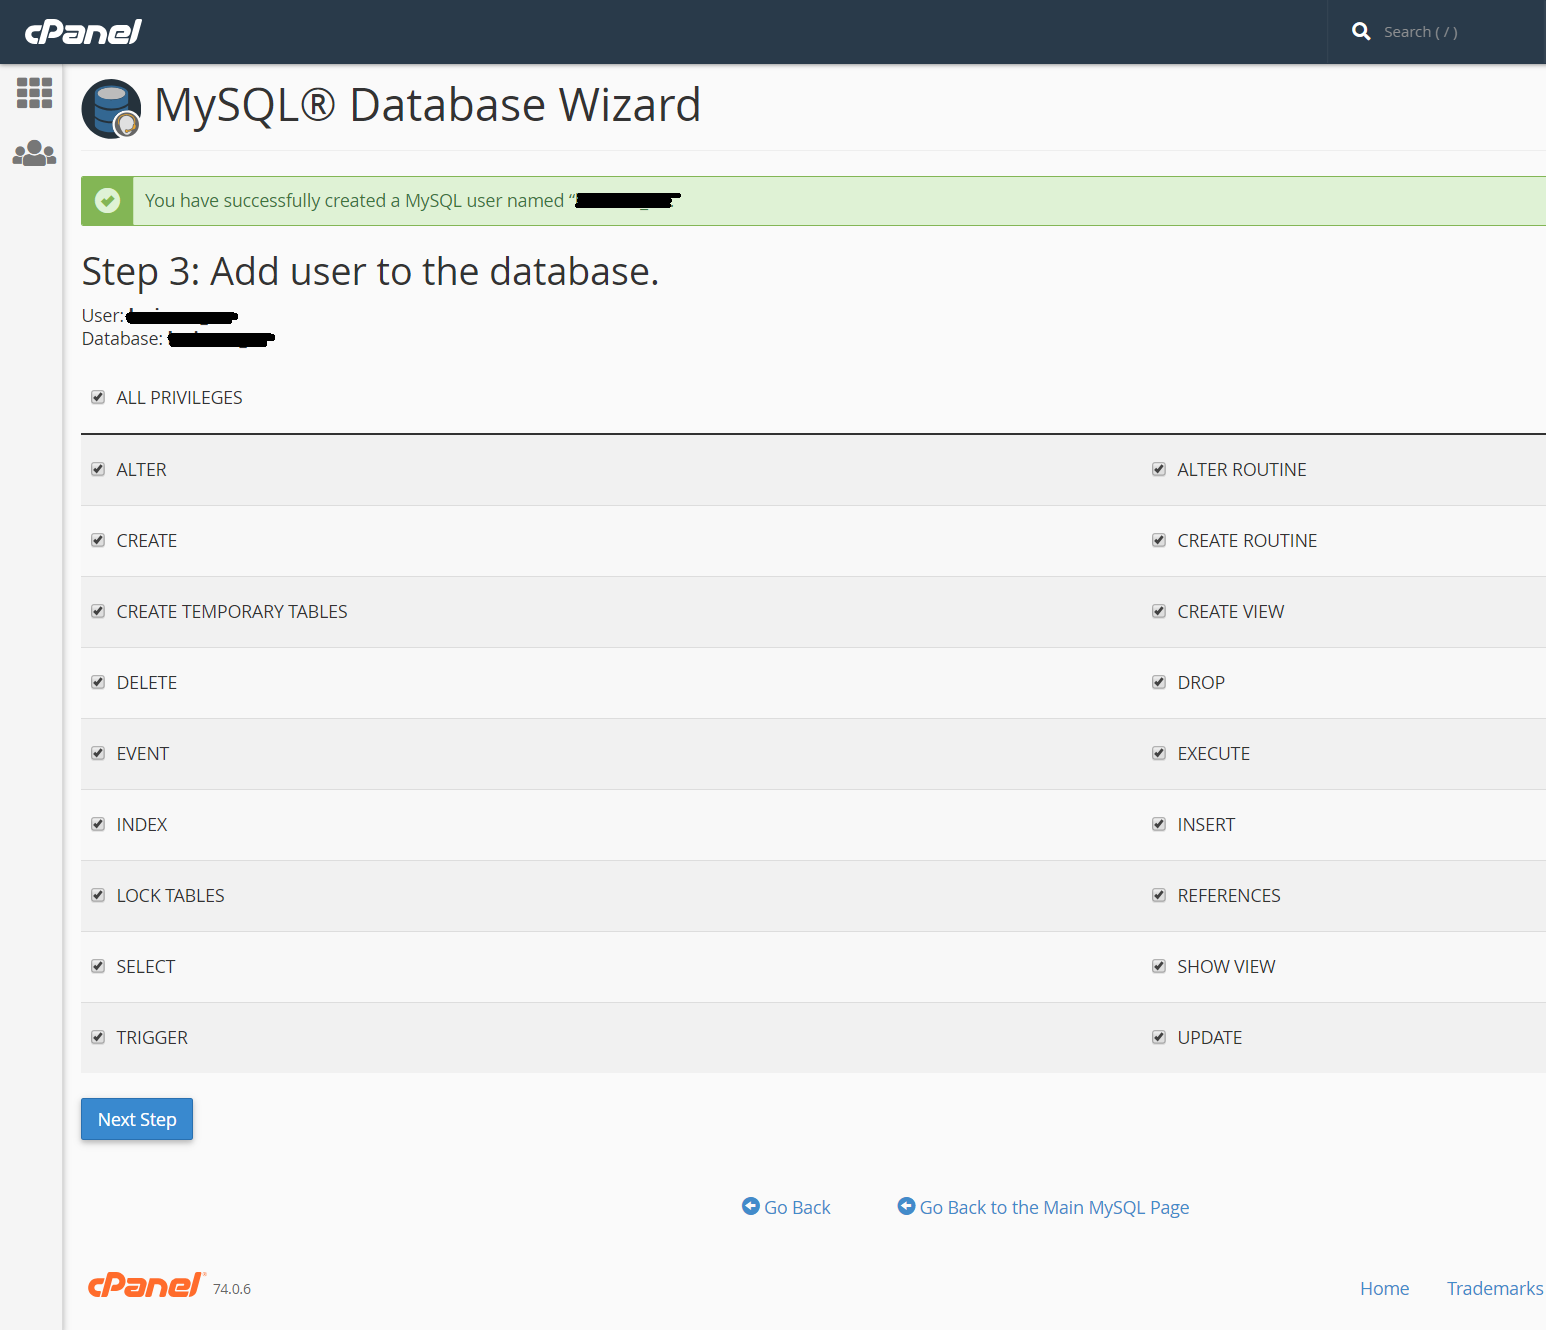 cPanel
Search ( / )
MySQL® Database Wizard
You have successfully created a MySQL user named “
Step 3: Add user to the database.
User:
Database:
ALL PRIVILEGES
ALTER ALTER ROUTINE
CREATE CREATE ROUTINE
CREATE TEMPORARY TABLES CREATE VIEW
DELETE DROP
EVENT EXECUTE
INDEX INSERT
LOCK TABLES REFERENCES
SELECT SHOW VIEW
TRIGGER UPDATE
Next Step
Go Back Go Back to the Main MySQL Page
cPanel® 74.0.6 Home Trademarks